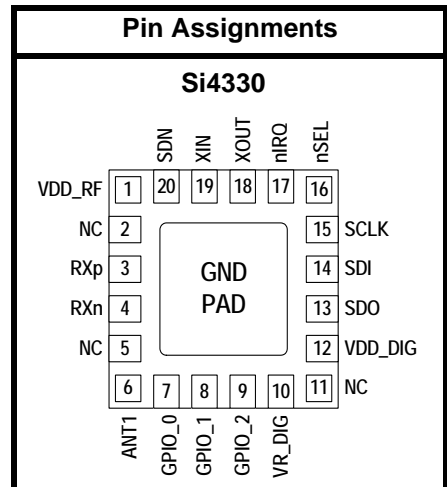 Pin Assignments
Si4330
SDN XIN XOUT nIRQ nSEL
VDD_RF 1 20 19 18 17 16
NC 2 15 SCLK
RXp 3 GND 14 SDI
RXn 4 PAD 13 SDO
NC 5 12 VDD_DIG
6 7 8 9 10 11 NC
ANT1 GPIO_0 GPIO_1 GPIO_2 VR_DIG